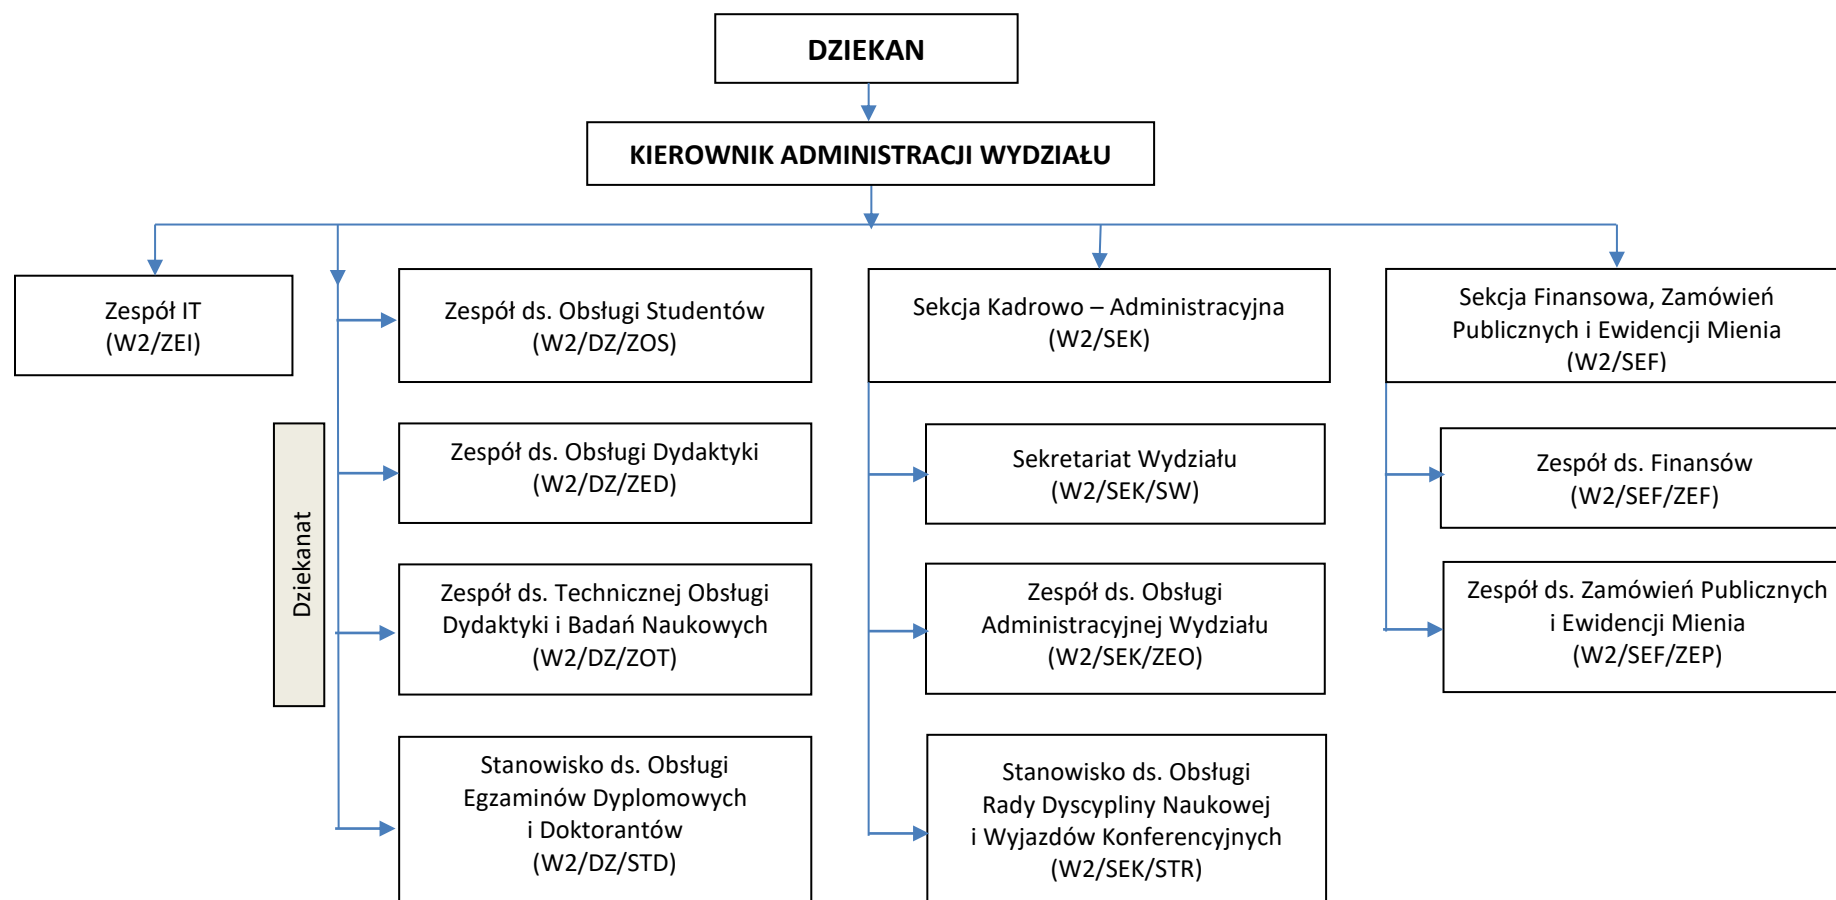 DZIEKAN
KIEROWNIK ADMINISTRACJI WYDZIAŁU
Zespół IT
(W2/ZEI)
Dziekanat
Zespół ds. Obsługi Studentów
(W2/DZ/ZOS)
Zespół ds. Obsługi Dydaktyki
(W2/DZ/ZED)
Zespół ds. Technicznej Obsługi
Dydaktyki i Badań Naukowych
(W2/DZ/ZOT)
Stanowisko ds. Obsługi
Egzaminów Dyplomowych
i Doktorantów
(W2/DZ/STD)
Sekcja Kadrowo – Administracyjna
(W2/SEK)
Sekretariat Wydziału
(W2/SEK/SW)
Zespół ds. Obsługi
Administracyjnej Wydziału
(W2/SEK/ZEO)
Stanowisko ds. Obsługi
Rady Dyscypliny Naukowej
i Wyjazdów Konferencyjnych
(W2/SEK/STR)
Sekcja Finansowa, Zamówień
Publicznych i Ewidencji Mienia
(W2/SEF)
Zespół ds. Finansów
(W2/SEF/ZEF)
Zespół ds. Zamówień Publicznych
i Ewidencji Mienia
(W2/SEF/ZEP)